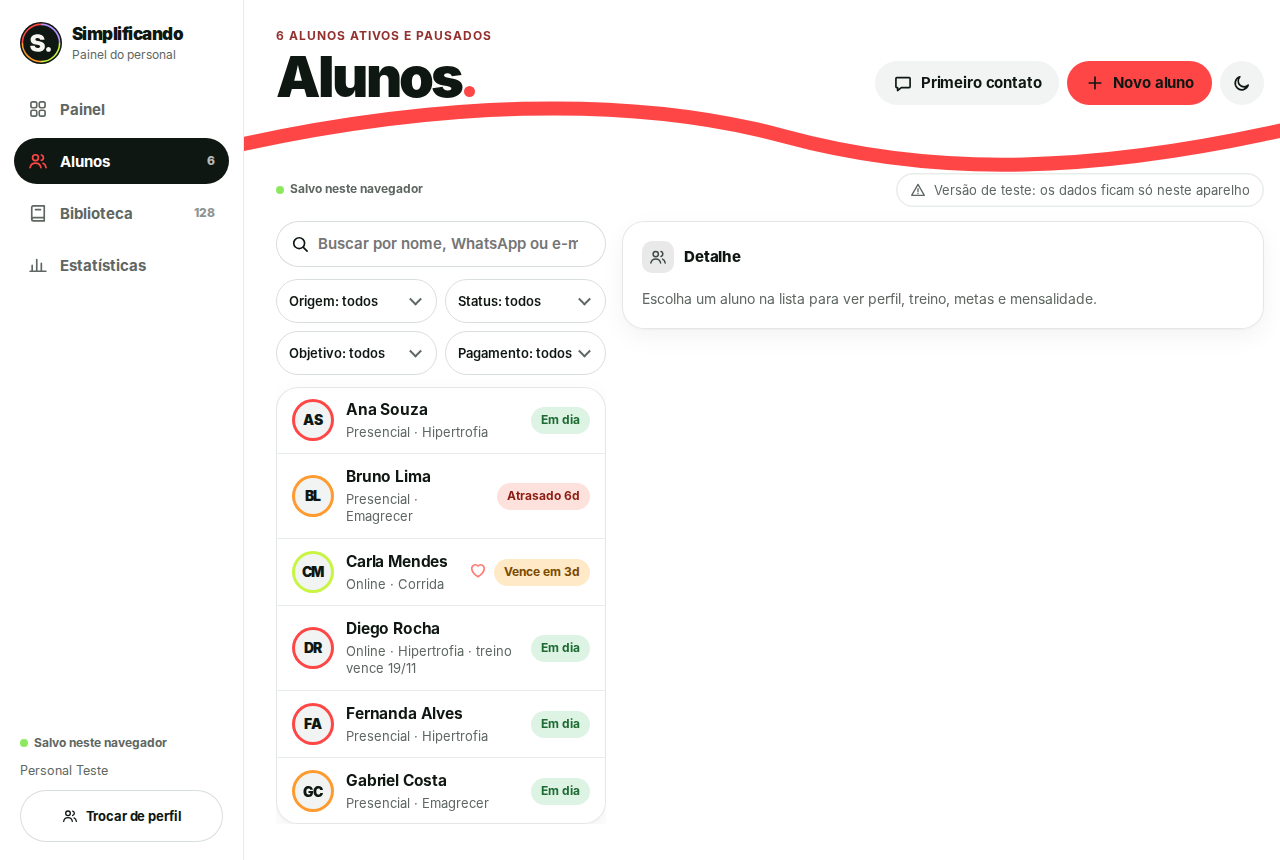 S.
Simplificando
Painel do personal
Painel
Alunos 6
Biblioteca 128
Estatísticas
Salvo neste navegador
Personal Teste
Trocar de perfil
6 ALUNOS ATIVOS E PAUSADOS
Alunos.
Primeiro contato
Novo aluno
Salvo neste navegador
Versão de teste: os dados ficam só neste aparelho
Buscar por nome, WhatsApp ou e-m
Origem: todos
Status: todos
Objetivo: todos
Pagamento: todos
AS
Ana Souza
Presencial · Hipertrofia
Em dia
BL
Bruno Lima
Presencial ·
Emagrecer
Atrasado 6d
CM
Carla Mendes
Online · Corrida
Vence em 3d
DR
Diego Rocha
Online · Hipertrofia · treino
vence 19/11
Em dia
FA
Fernanda Alves
Presencial · Hipertrofia
Em dia
GC
Gabriel Costa
Presencial · Emagrecer
Em dia
Detalhe
Escolha um aluno na lista para ver perfil, treino, metas e mensalidade.